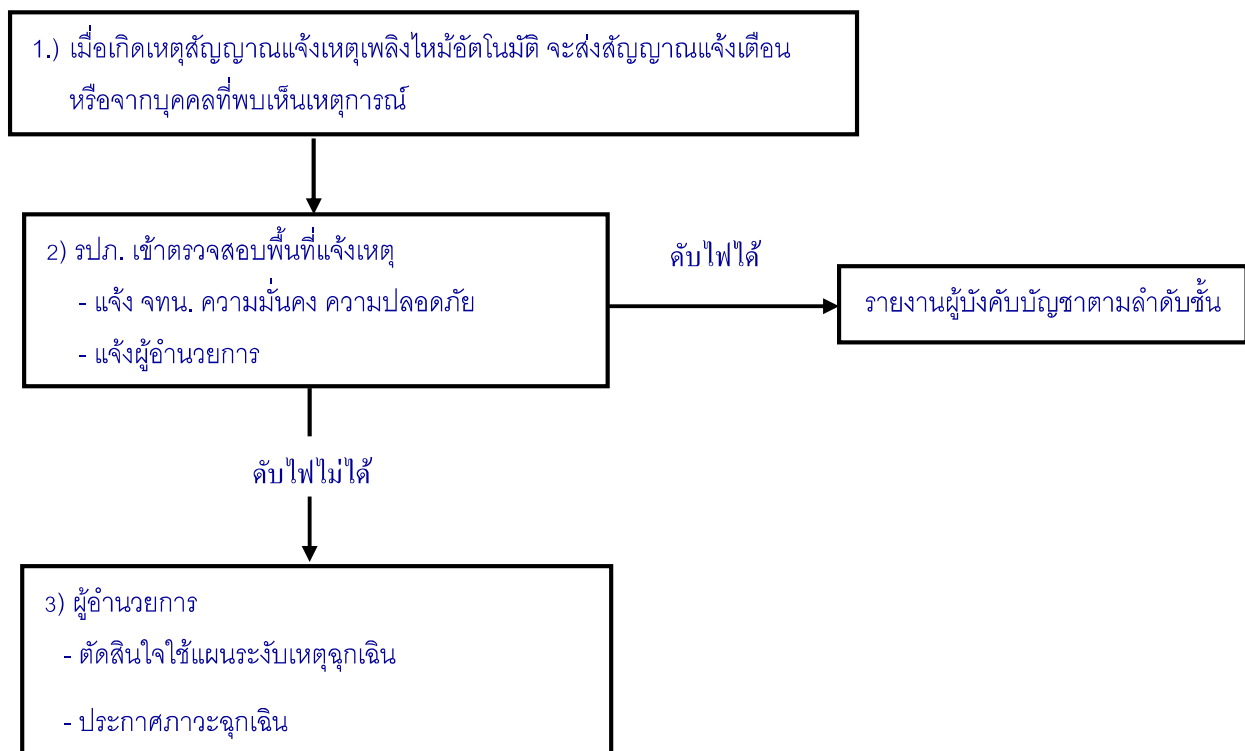 1.) เมื่อเกิดเหตุสัญญาณแจ้งเหตุเพลิงไหม้อัตโนมัติ จะส่งสัญญาณแจ้งเตือน
หรือจากบุคคลที่พบเห็นเหตุการณ์
2) รปภ. เข้าตรวจสอบพื้นที่แจ้งเหตุ
- แจ้ง จทน. ความมั่นคง ความปลอดภัย
- แจ้งผู้อำนวยการ
ดับไฟได้
รายงานผู้บังคับบัญชาตามลำดับชั้น
ดับไฟไม่ได้
3) ผู้อำนวยการ
- ตัดสินใจใช้แผนระงับเหตุฉุกเฉิน
- ประกาศภาวะฉุกเฉิน